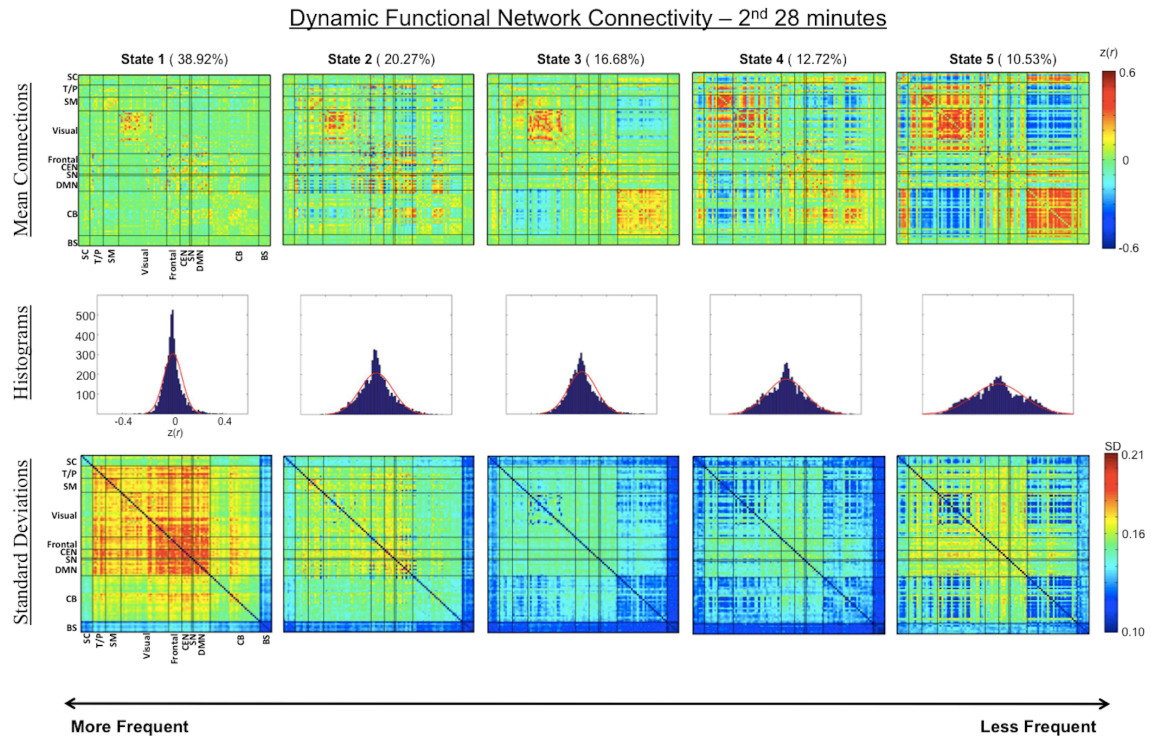 Dynamic Functional Network Connectivity – 2nd 28 minutes
State 1 ( 38.92%) State 2 ( 20.27%) State 3 ( 16.68%) State 4 ( 12.72%) State 5 ( 10.53%)
z(r)
Mean Connections
SC
T/P
SM
Visual
Frontal
CEN
SN
DMN
CB
BS
0.6
0
-0.6
SC T/P SM Visual Frontal CEN SN DMN CB BS
Histograms
500
400
300
200
100
-0.4 0 0.4
z(r)
Standard Deviations
SC
T/P
SM
Visual
Frontal
CEN
SN
DMN
CB
BS
SD
0.21
0.16
0.10
SC T/P SM Visual Frontal CEN SN DMN CB BS
More Frequent Less Frequent